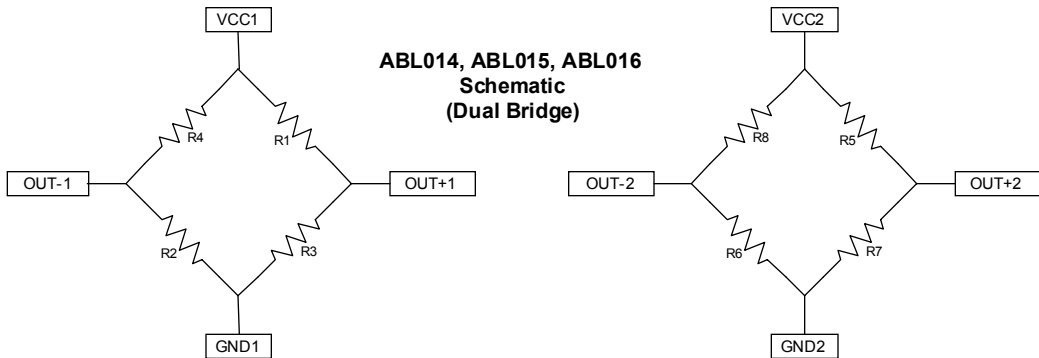 VCC1
VCC2
ABL014, ABL015, ABL016
Schematic
(Dual Bridge)
R4
R1
R8
R5
OUT-1
OUT+1
OUT-2
OUT+2
R2
R3
R6
R7
GND1
GND2